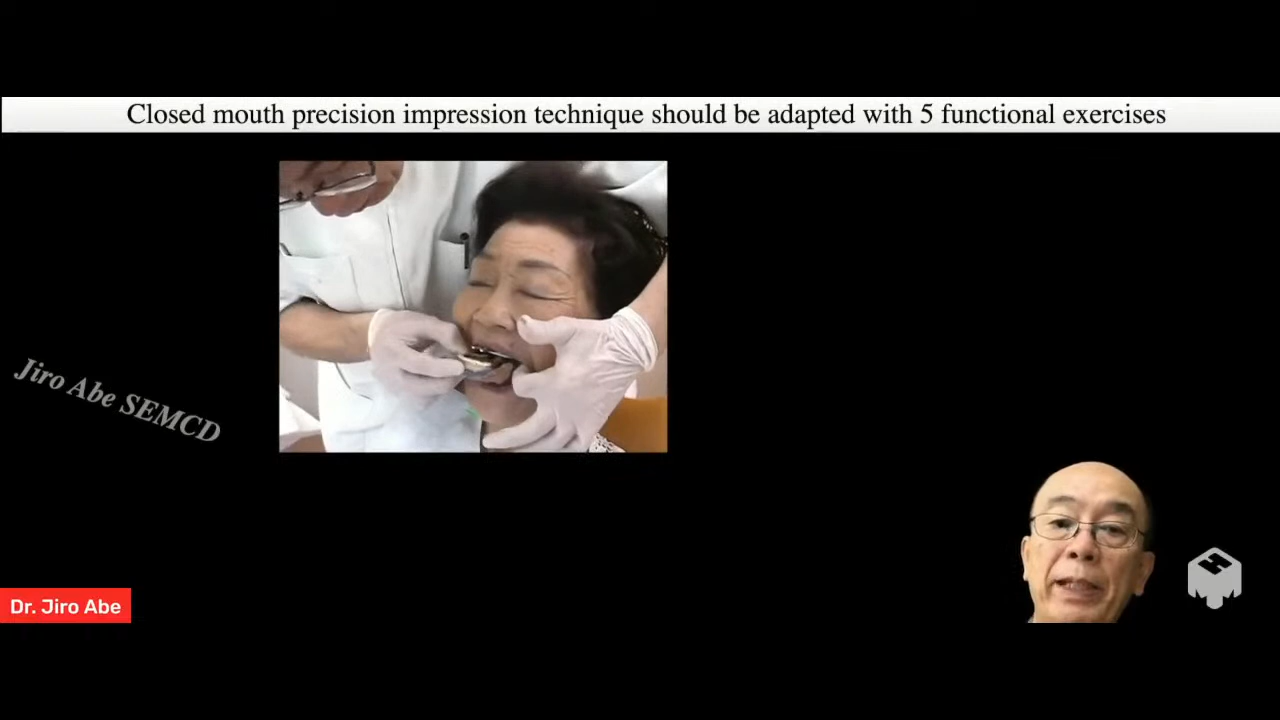 Closed mouth precision impression technique should be adapted with 5 functional exercises
Jiro Abe SEMCD
Dr. Jiro Abe